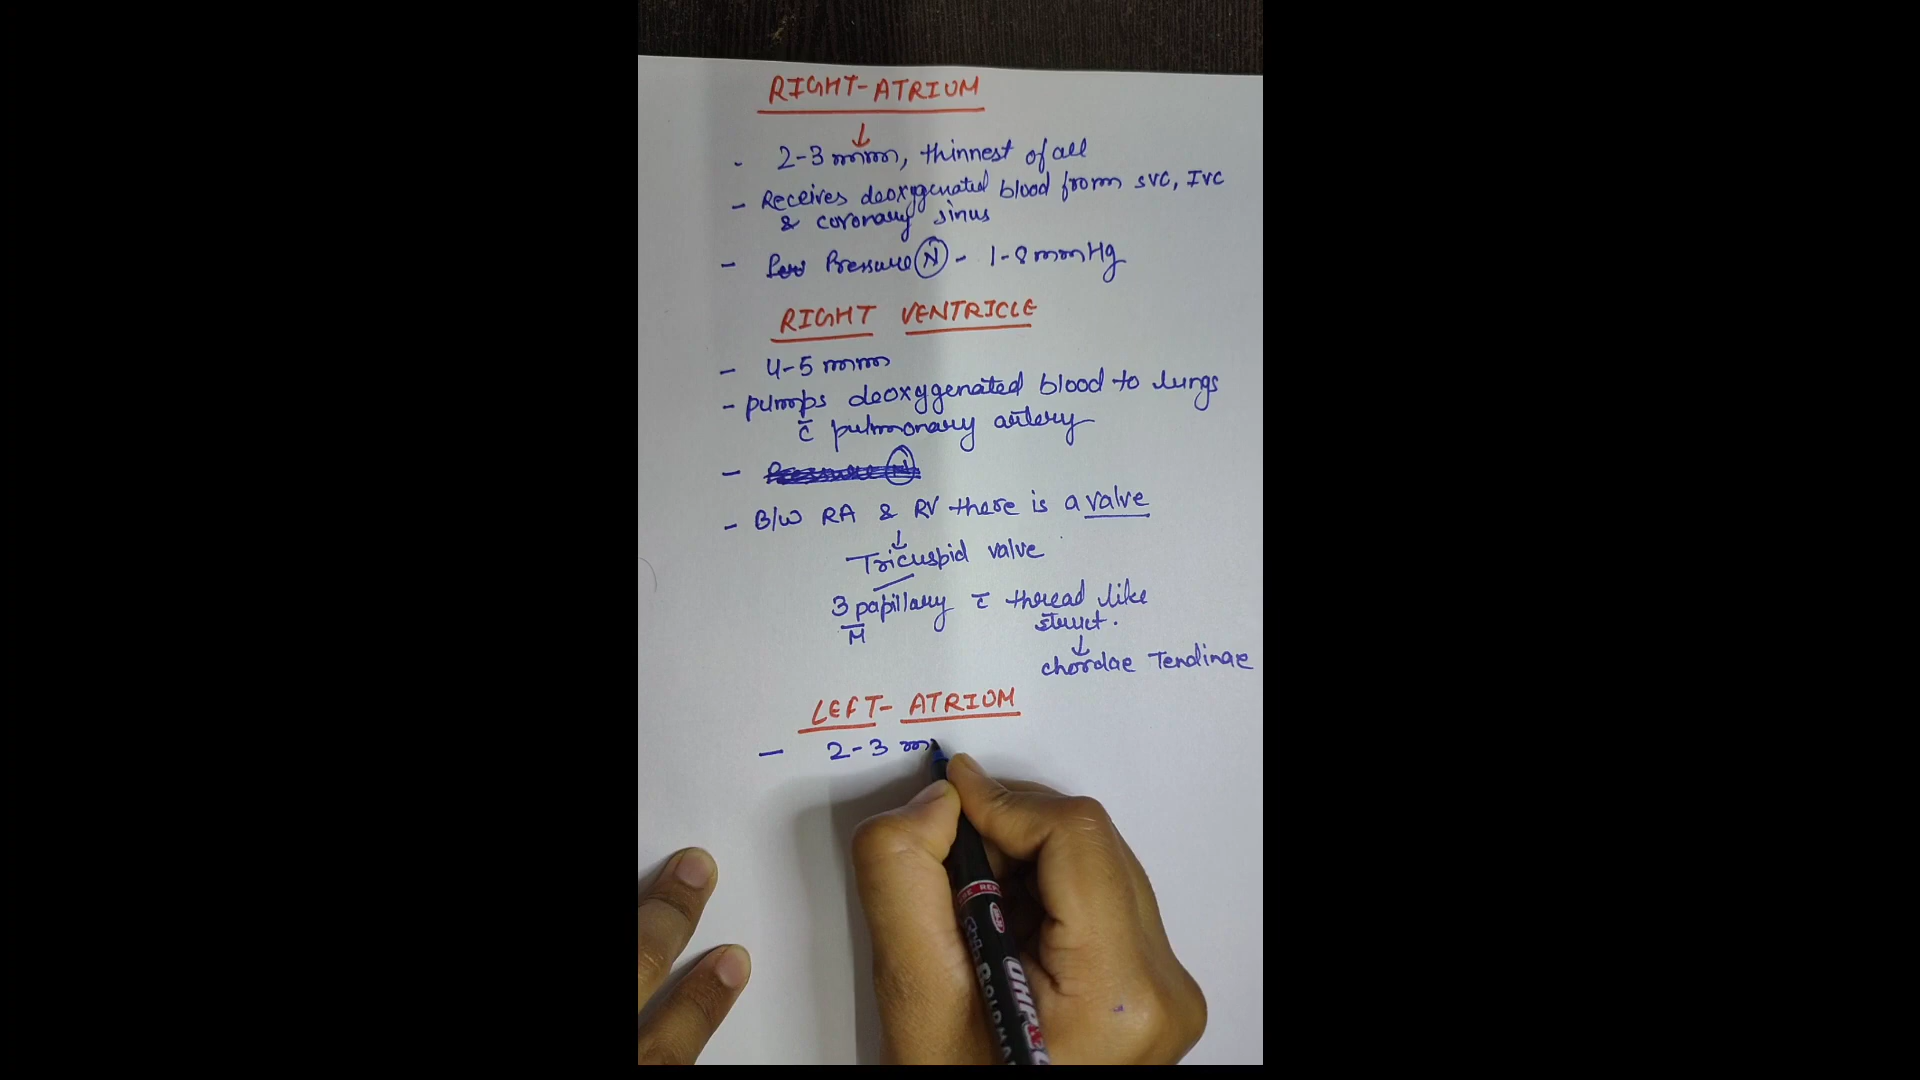 RIGHT-ATRIUM
↓
- 2-3 mm, thinnest of all
- Receives deoxygenated blood from SVC, IVC
& coronary sinus
- Pressure Ⓝ - 1-8 mmHg
RIGHT VENTRICLE
- 4-5 mm
- pumps deoxygenated blood to lungs
c̄ pulmonary artery
- Pressure Ⓝ
- B/W RA & RV there is a valve
↓
Tricuspid valve
3 papillary c̄ thread like
M struct.
↓
chordae Tendinae
LEFT-ATRIUM
- 2-3 m